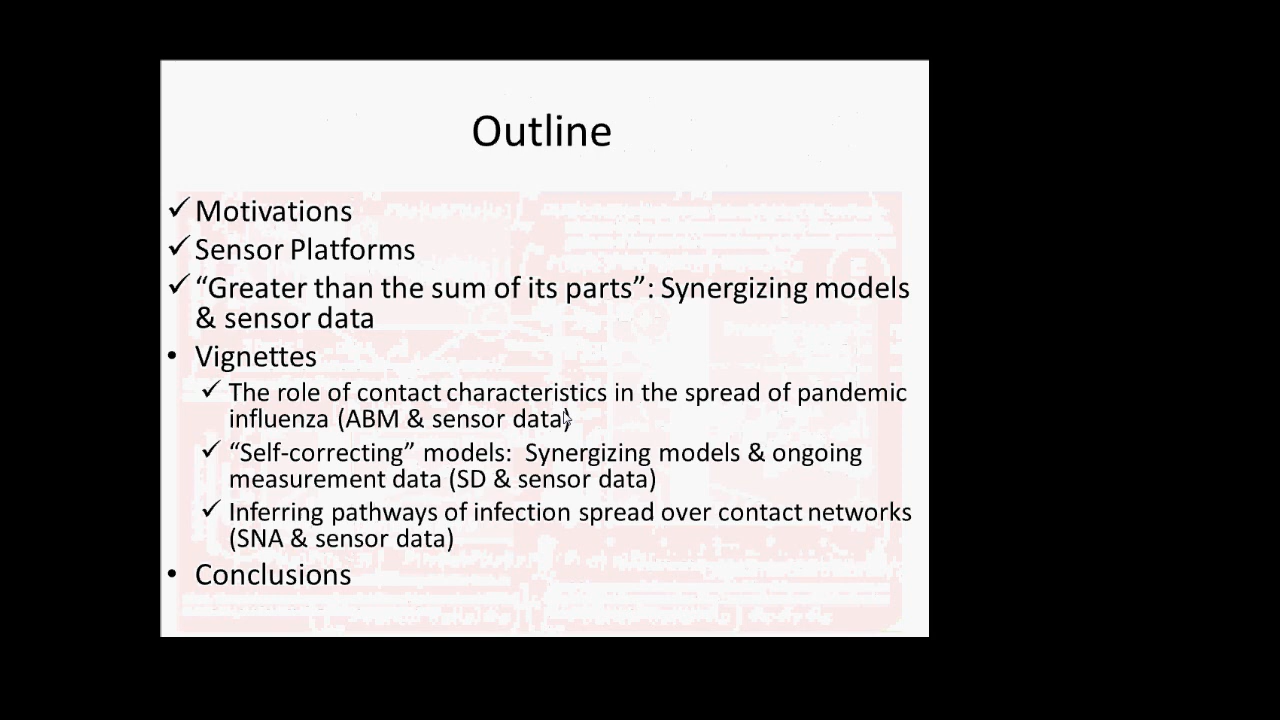 Outline
✓ Motivations
✓ Sensor Platforms
✓ “Greater than the sum of its parts”: Synergizing models
& sensor data
• Vignettes
✓ The role of contact characteristics in the spread of pandemic
influenza (ABM & sensor data)
✓ “Self-correcting” models: Synergizing models & ongoing
measurement data (SD & sensor data)
✓ Inferring pathways of infection spread over contact networks
(SNA & sensor data)
• Conclusions